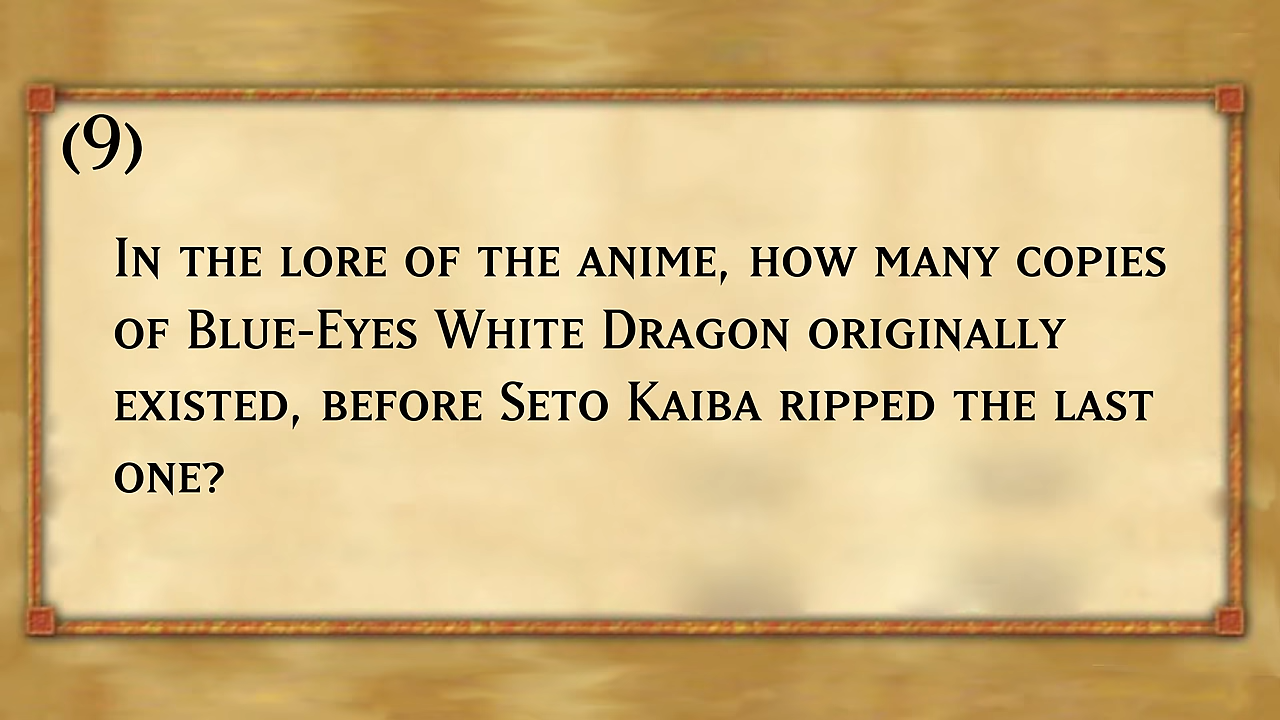 (9)
In the lore of the anime, how many copies
of Blue-Eyes White Dragon originally
existed, before Seto Kaiba ripped the last
one?